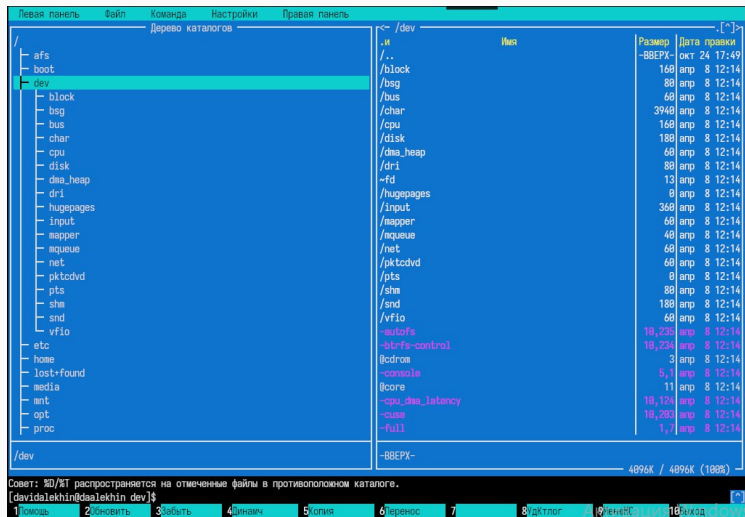 Левая панель Файл Команда Настройки Правая панель
Дерево каталогов
/
afs
boot
dev
block
bsg
bus
char
cpu
disk
dma_heap
dri
hugepages
input
mapper
mqueue
net
pktcdvd
pts
shm
snd
vfio
etc
home
lost+found
media
mnt
opt
proc
/dev
<- /dev .[^]>
.и Имя Размер Дата правки
/.. -ВВЕРХ- окт 24 17:49
/block 160 апр 8 12:14
/bsg 80 апр 8 12:14
/bus 60 апр 8 12:14
/char 3940 апр 8 12:14
/cpu 160 апр 8 12:14
/disk 180 апр 8 12:14
/dma_heap 60 апр 8 12:14
/dri 80 апр 8 12:14
~fd 13 апр 8 12:14
/hugepages 0 апр 8 12:14
/input 360 апр 8 12:14
/mapper 60 апр 8 12:14
/mqueue 40 апр 8 12:14
/net 60 апр 8 12:14
/pktcdvd 60 апр 8 12:14
/pts 0 апр 8 12:14
/shm 80 апр 8 12:14
/snd 180 апр 8 12:14
/vfio 60 апр 8 12:14
-autofs 10,235 апр 8 12:14
-btrfs-control 10,234 апр 8 12:14
@cdrom 3 апр 8 12:14
-console 5,1 апр 8 12:14
@core 11 апр 8 12:14
-cpu_dma_latency 10,124 апр 8 12:14
-cuse 10,203 апр 8 12:14
-full 1,7 апр 8 12:14
-ВВЕРХ-
4096K / 4096K (100%)
Совет: %D/%T распространяется на отмеченные файлы в противоположном каталоге.
[davidalekhin@daalekhin dev]$ [^]
1Помощь 2Обновить 3Забыть 4Динамч 5Копия 6Перенос 7 8УдКтлог 10Выход